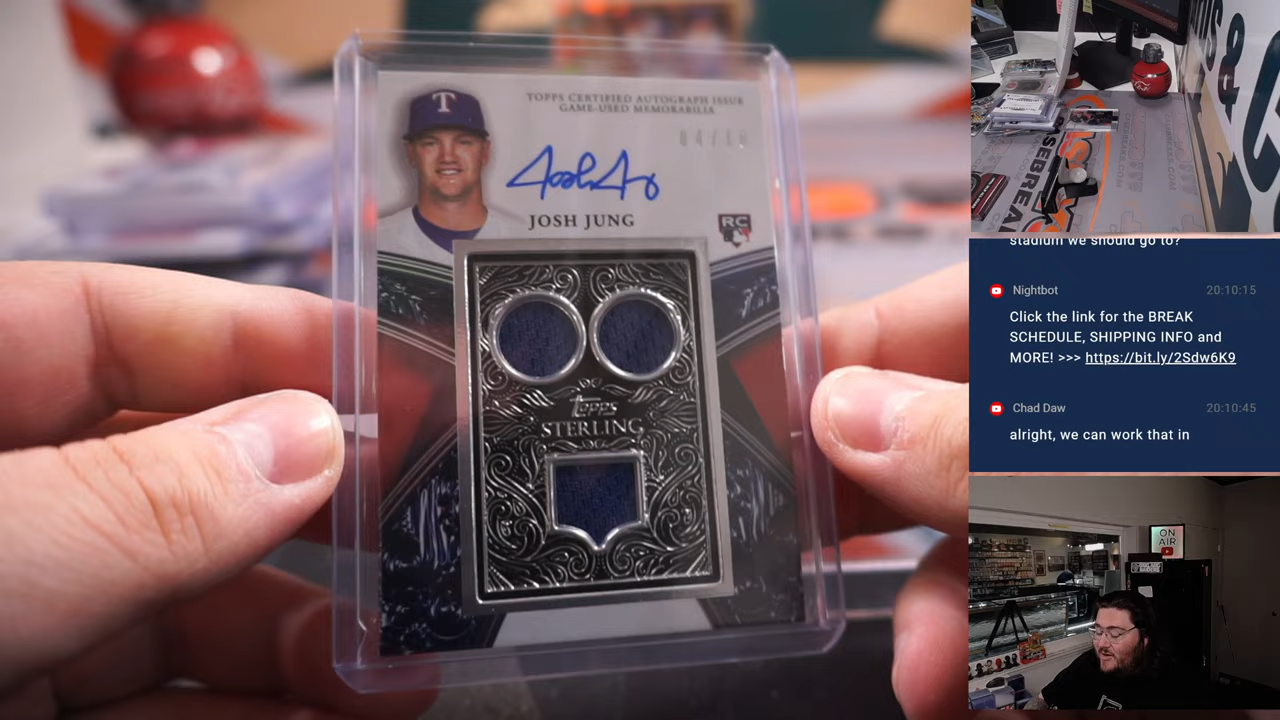 TOPPS CERTIFIED AUTOGRAPH ISSUE
GAME-USED MEMORABILIA
04/10
T
JOSH JUNG
RC
Topps
STERLING
stadium we should go to?
Nightbot
20:10:15
Click the link for the BREAK
SCHEDULE, SHIPPING INFO and
MORE! >>> https://bit.ly/2Sdw6K9
Chad Daw
20:10:45
alright, we can work that in
ON
AIR